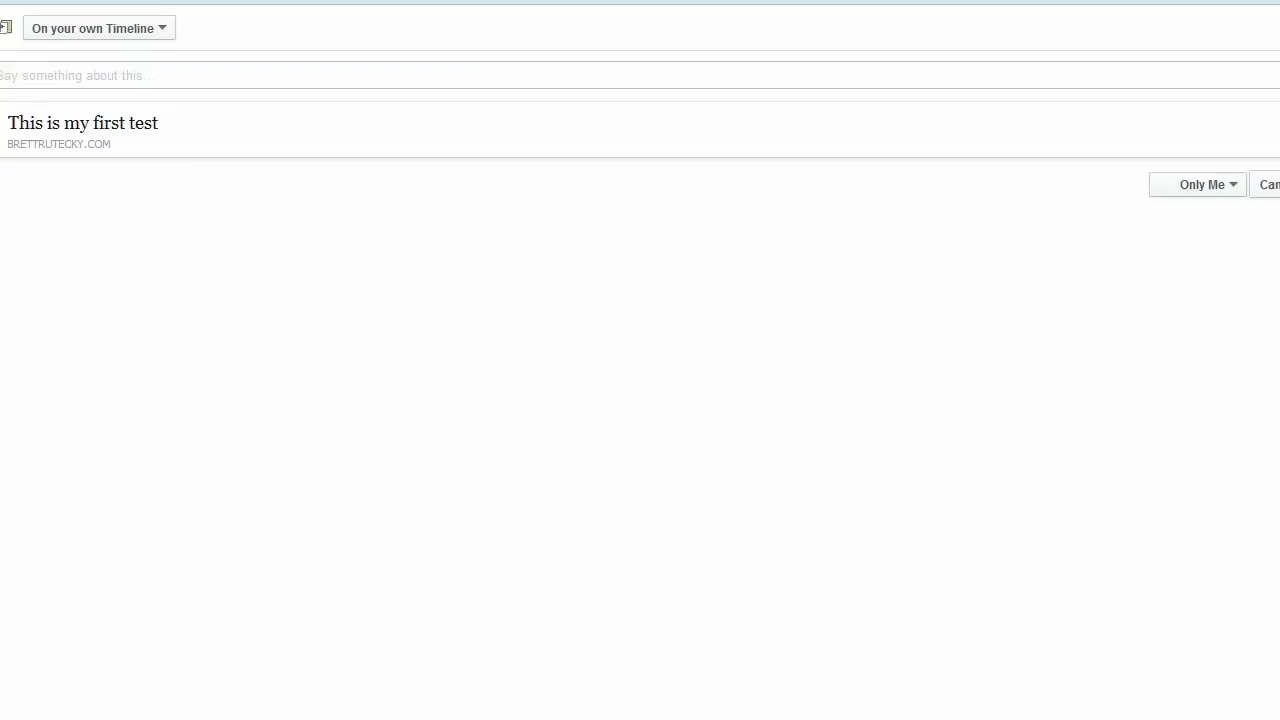 On your own Timeline
Say something about this...
This is my first test
BRETTRUTECKY.COM
Only Me